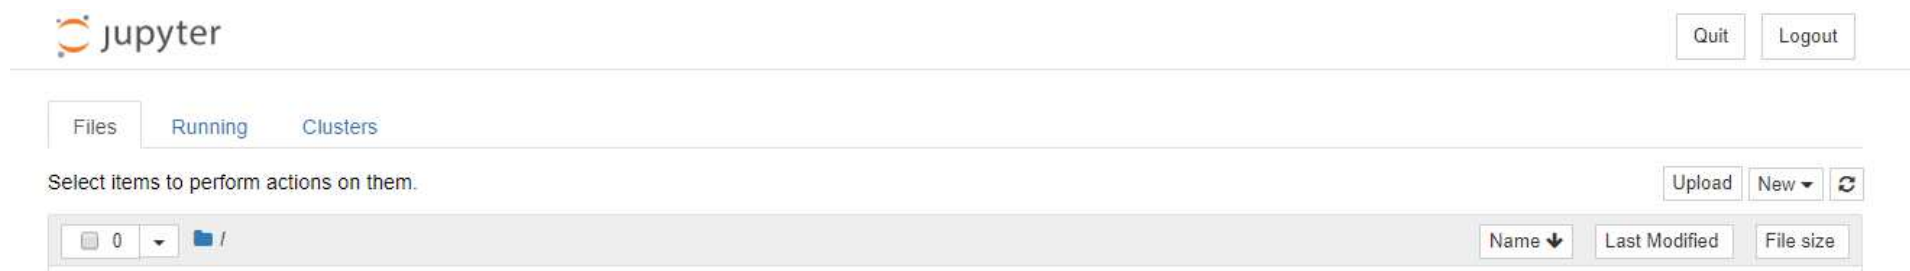 jupyter
Quit Logout
Files Running Clusters
Select items to perform actions on them.
Upload New
0 / Name Last Modified File size